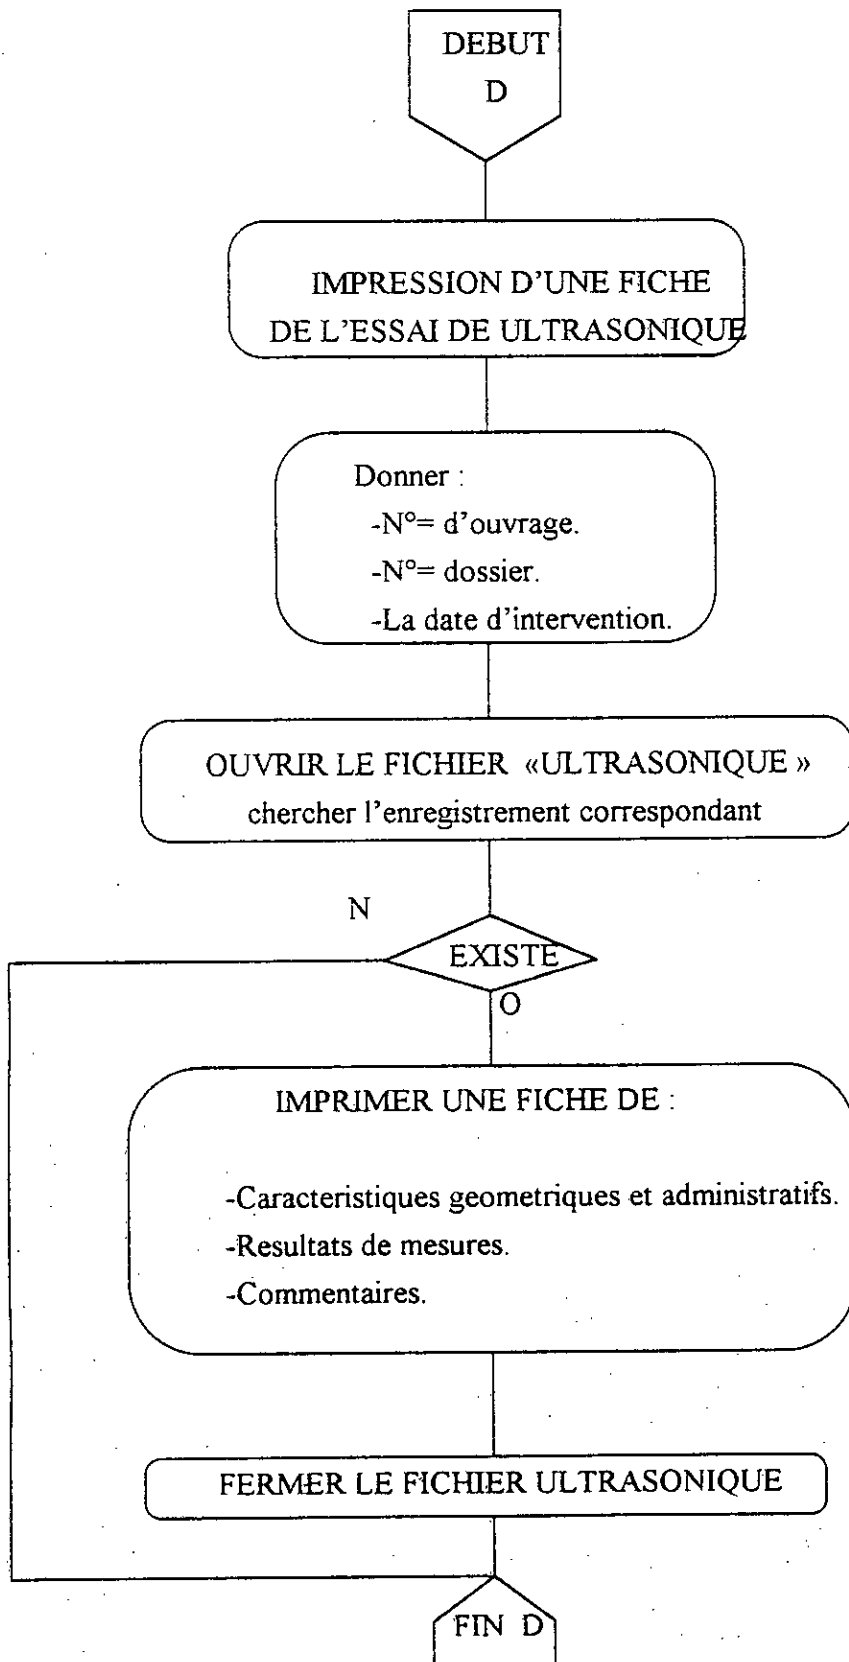 DEBUT
D
IMPRESSION D'UNE FICHE
DE L'ESSAI DE ULTRASONIQUE
Donner :
-N°= d'ouvrage.
-N°= dossier.
-La date d'intervention.
OUVRIR LE FICHIER «ULTRASONIQUE »
chercher l'enregistrement correspondant
N
EXISTE
O
IMPRIMER UNE FICHE DE :
-Caracteristiques geometriques et administratifs.
-Resultats de mesures.
-Commentaires.
FERMER LE FICHIER ULTRASONIQUE
FIN D